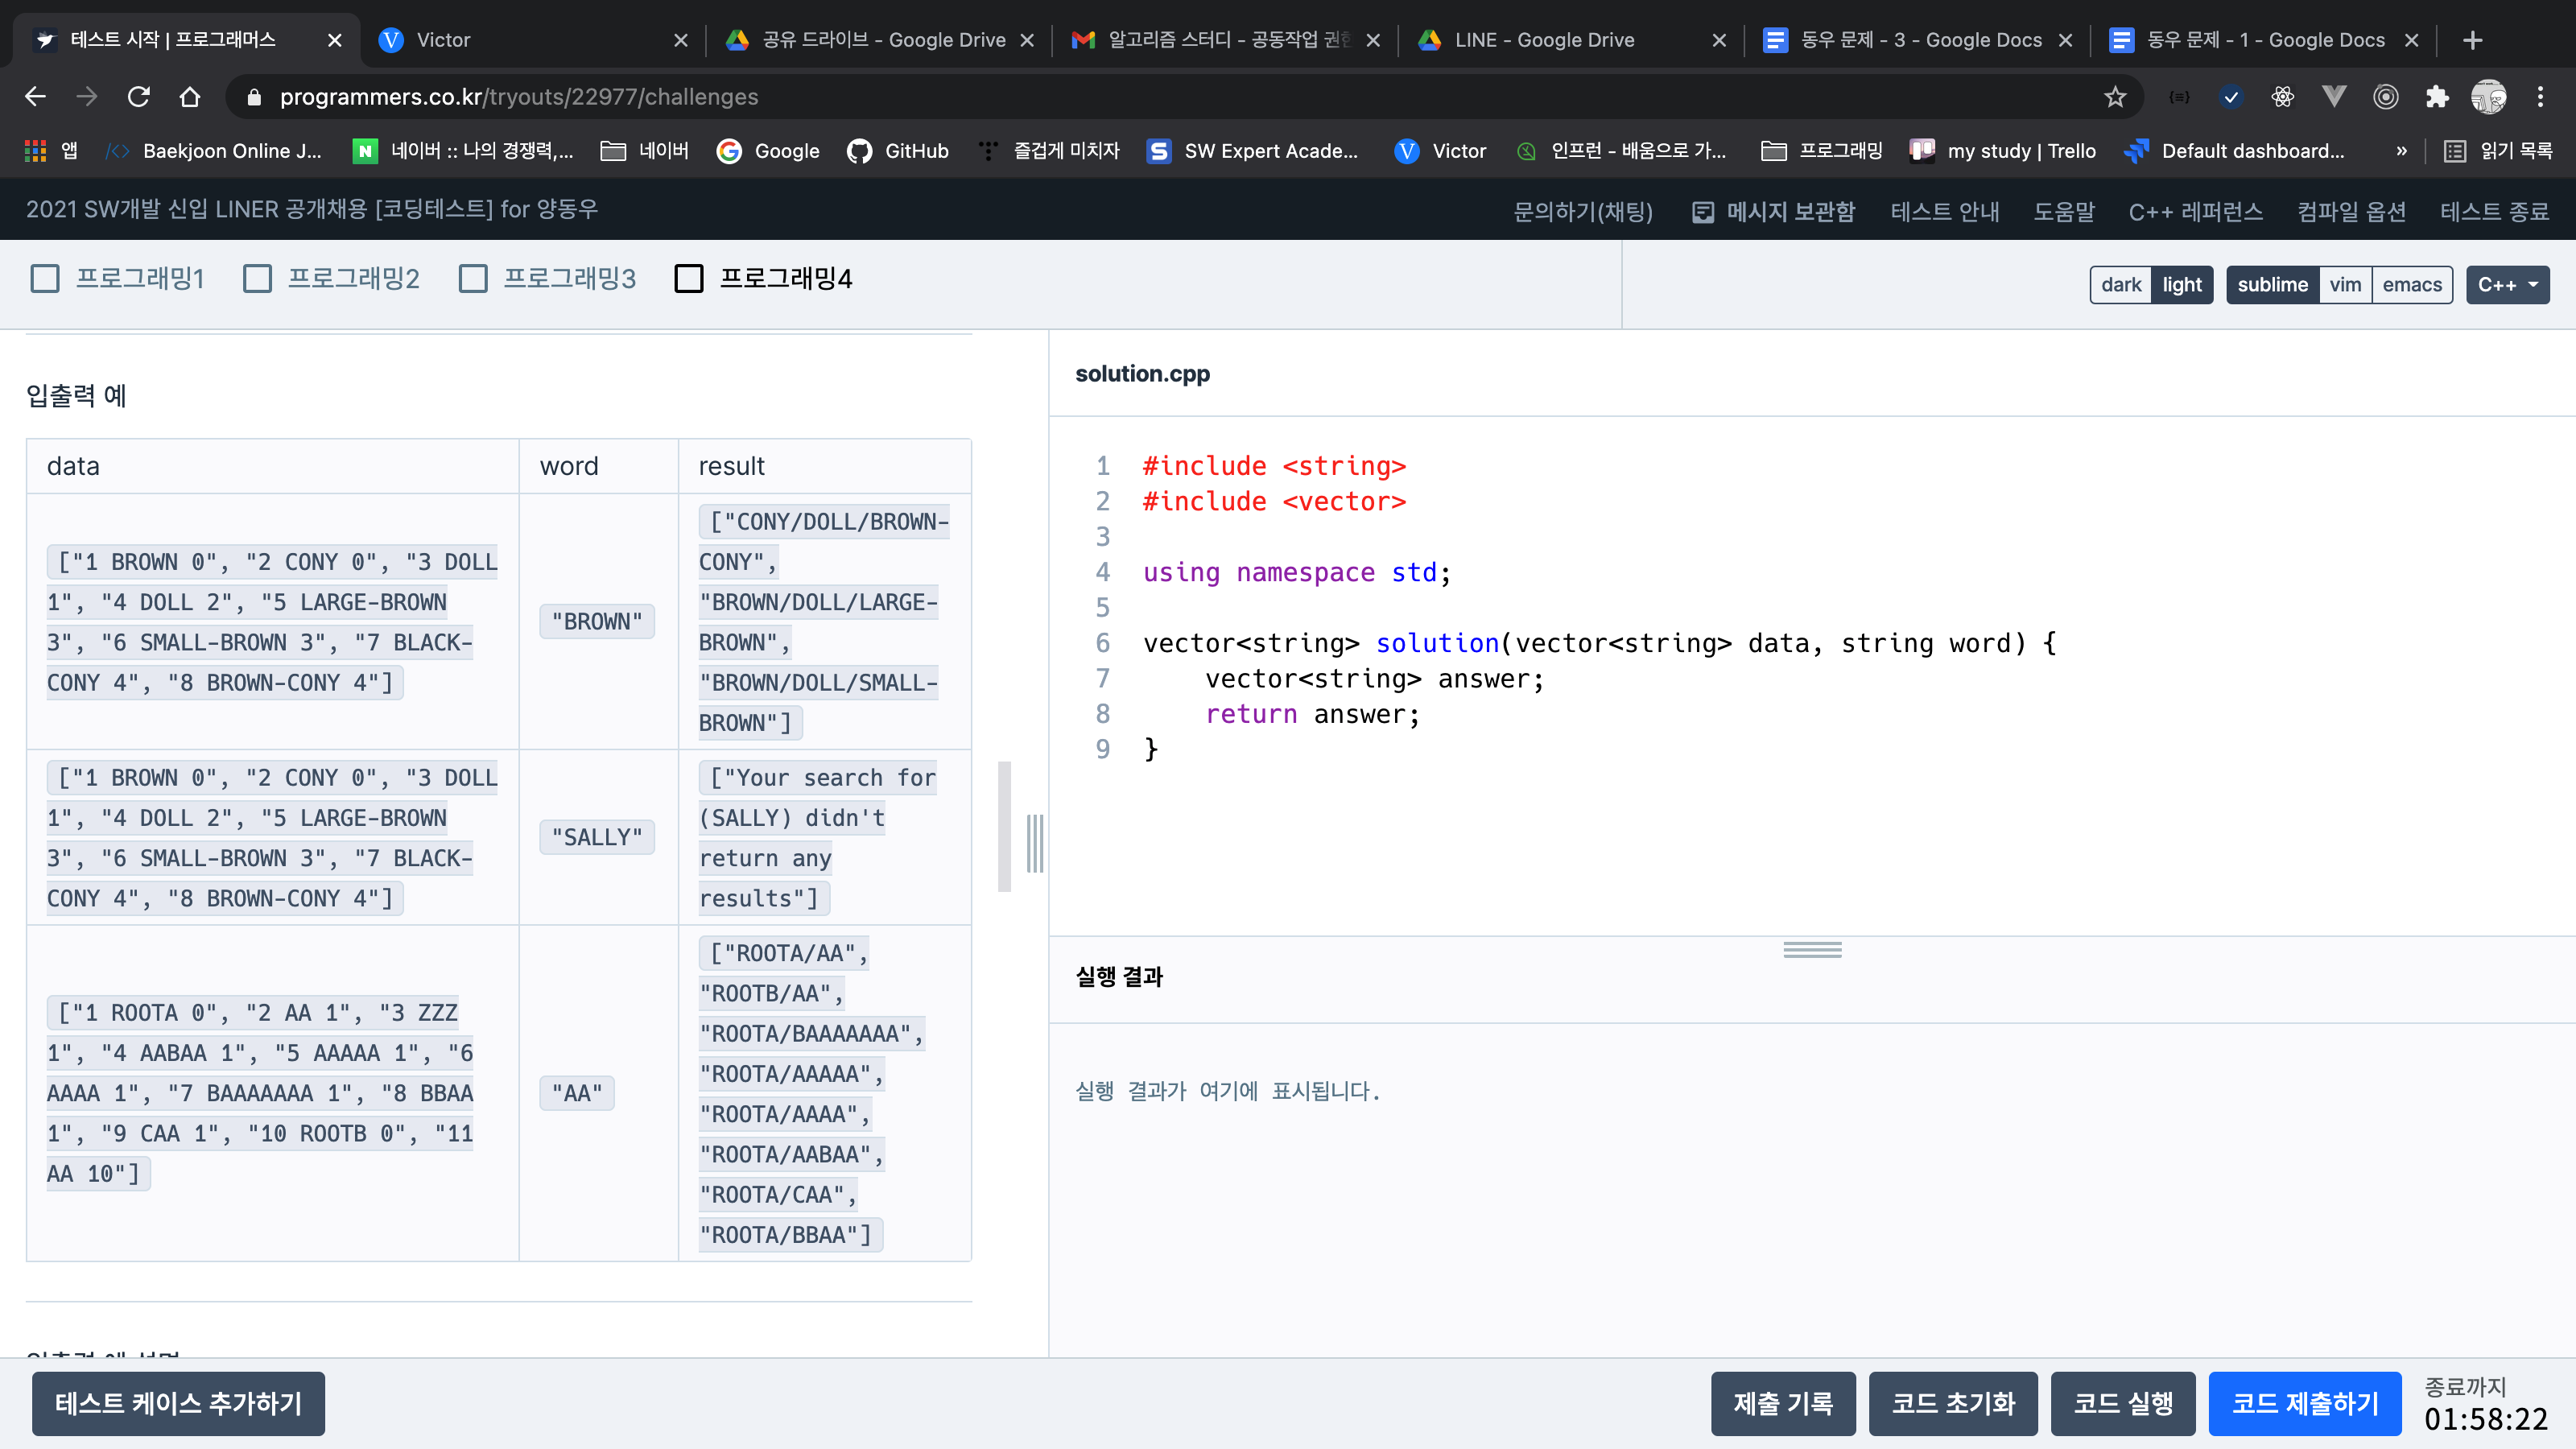 테스트 시작 | 프로그래머스
Victor
공유 드라이브 - Google Drive
알고리즘 스터디 - 공동작업 권한
LINE - Google Drive
동우 문제 - 3 - Google Docs
동우 문제 - 1 - Google Docs
programmers.co.kr/tryouts/22977/challenges
앱
Baekjoon Online J...
네이버 :: 나의 경쟁력,...
네이버
Google
GitHub
즐겁게 미치자
SW Expert Acade...
Victor
인프런 - 배움으로 가...
프로그래밍
my study | Trello
Default dashboard...
»
읽기 목록
2021 SW개발 신입 LINER 공개채용 [코딩테스트] for 양동우
문의하기(채팅)
메시지 보관함
테스트 안내
도움말
C++ 레퍼런스
컴파일 옵션
테스트 종료
프로그래밍1
프로그래밍2
프로그래밍3
프로그래밍4
dark
light
sublime
vim
emacs
C++
입출력 예
data
word
result
["1 BROWN 0", "2 CONY 0", "3 DOLL
1", "4 DOLL 2", "5 LARGE-BROWN
3", "6 SMALL-BROWN 3", "7 BLACK-
CONY 4", "8 BROWN-CONY 4"]
"BROWN"
["CONY/DOLL/BROWN-
CONY",
"BROWN/DOLL/LARGE-
BROWN",
"BROWN/DOLL/SMALL-
BROWN"]
["1 BROWN 0", "2 CONY 0", "3 DOLL
1", "4 DOLL 2", "5 LARGE-BROWN
3", "6 SMALL-BROWN 3", "7 BLACK-
CONY 4", "8 BROWN-CONY 4"]
"SALLY"
["Your search for
(SALLY) didn't
return any
results"]
["1 ROOTA 0", "2 AA 1", "3 ZZZ
1", "4 AABAA 1", "5 AAAAA 1", "6
AAAA 1", "7 BAAAAAAA 1", "8 BBAA
1", "9 CAA 1", "10 ROOTB 0", "11
AA 10"]
"AA"
["ROOTA/AA",
"ROOTB/AA",
"ROOTA/BAAAAAAA",
"ROOTA/AAAAA",
"ROOTA/AAAA",
"ROOTA/AABAA",
"ROOTA/CAA",
"ROOTA/BBAA"]
solution.cpp
1 #include <string>
2 #include <vector>
3
4 using namespace std;
5
6 vector<string> solution(vector<string> data, string word) {
7 vector<string> answer;
8 return answer;
9 }
실행 결과
실행 결과가 여기에 표시됩니다.
테스트 케이스 추가하기
제출 기록
코드 초기화
코드 실행
코드 제출하기
종료까지
01:58:22